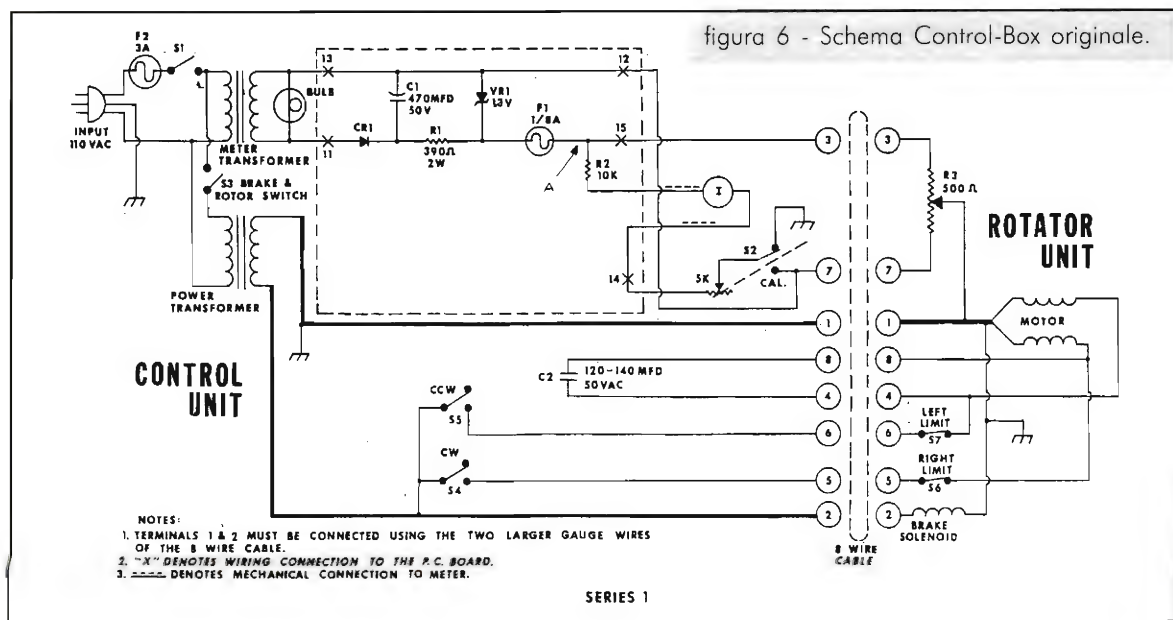 figura 6 - Schema Control-Box originale.
F2
3A
S1
INPUT
110 VAC
METER
TRANSFORMER
BULB
13
11
C1
470MFD
50V
CR1
R1
390Ω
2W
VR1
13V
F1
1/8A
12
15
A
R2
10K
I
S3 BRAKE &
ROTOR SWITCH
POWER
TRANSFORMER
14
5K
S2
CAL.
3
3
R3
500 Ω
ROTATOR
UNIT
7
7
1
1
MOTOR
8
8
C2
120-140 MFD
50VAC
4
4
CONTROL
UNIT
CCW
S5
6
6
LEFT
LIMIT
S7
CW
S4
5
5
RIGHT
LIMIT
S6
2
2
BRAKE
SOLENOID
8 WIRE
CABLE
NOTES:
1. TERMINALS 1 & 2 MUST BE CONNECTED USING THE TWO LARGER GAUGE WIRES
OF THE 8 WIRE CABLE.
2. "X" DENOTES WIRING CONNECTION TO THE P.C. BOARD.
3. ---- DENOTES MECHANICAL CONNECTION TO METER.
SERIES 1